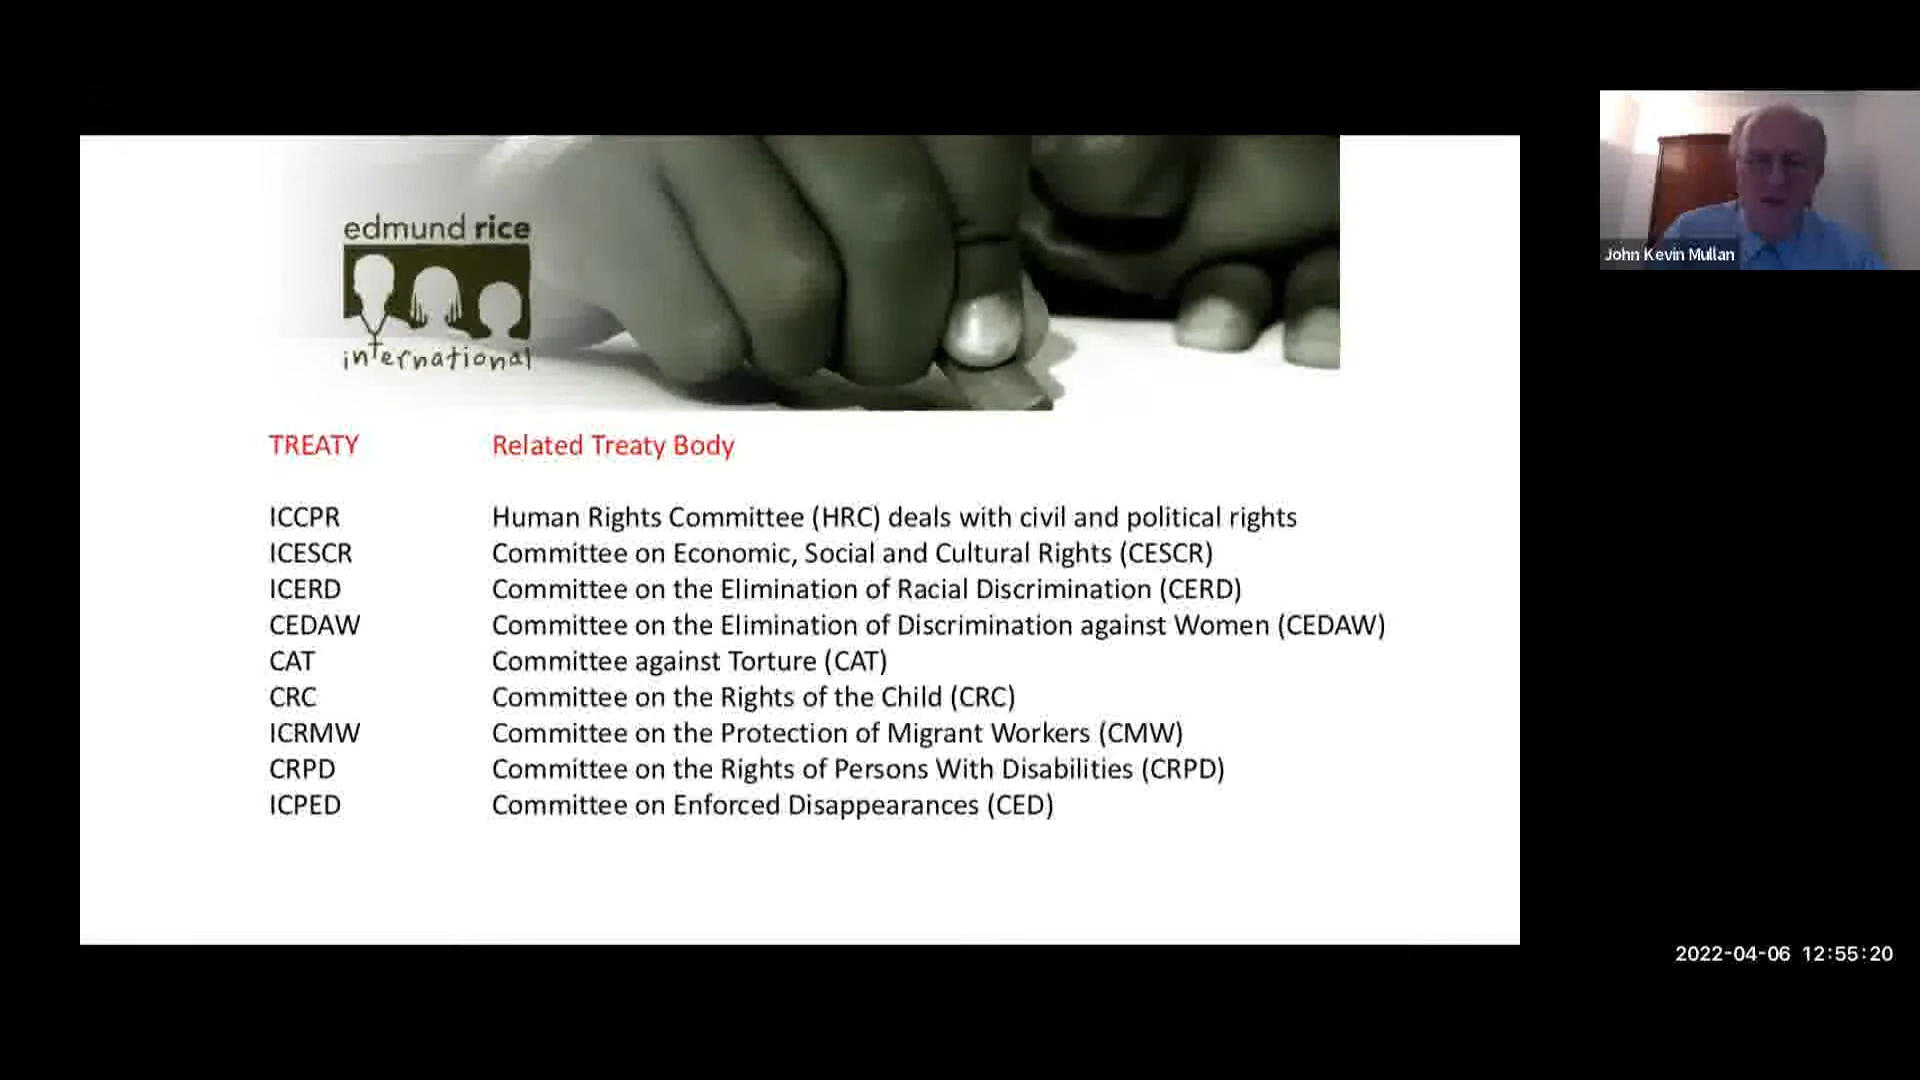 edmund rice
international
TREATY Related Treaty Body
ICCPR Human Rights Committee (HRC) deals with civil and political rights
ICESCR Committee on Economic, Social and Cultural Rights (CESCR)
ICERD Committee on the Elimination of Racial Discrimination (CERD)
CEDAW Committee on the Elimination of Discrimination against Women (CEDAW)
CAT Committee against Torture (CAT)
CRC Committee on the Rights of the Child (CRC)
ICRMW Committee on the Protection of Migrant Workers (CMW)
CRPD Committee on the Rights of Persons With Disabilities (CRPD)
ICPED Committee on Enforced Disappearances (CED)
John Kevin Mullan
2022-04-06 12:55:20